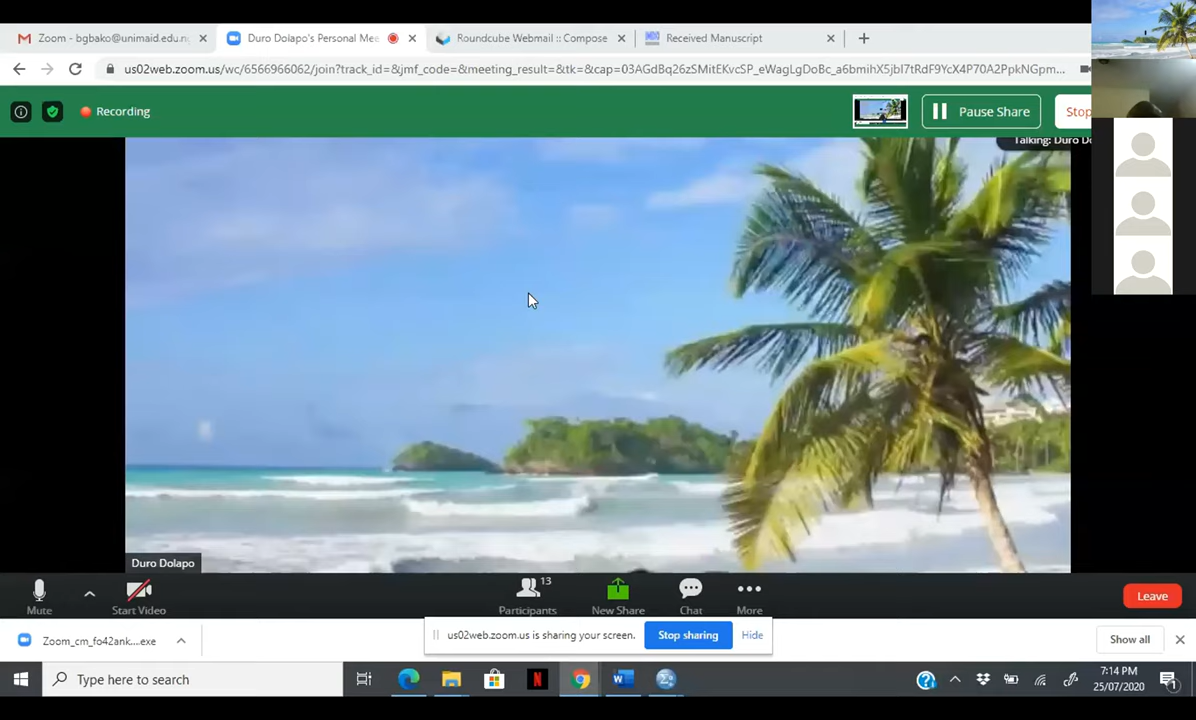 Zoom - bgbako@unimaid.edu.n
Duro Dolapo's Personal Mee
Roundcube Webmail :: Compose
Received Manuscript
us02web.zoom.us/wc/6566966062/join?track_id=&jmf_code=&meeting_result=&tk=&cap=03AGdBq26zSMitEKvcSP_eWagLgDoBc_a6bmihX5jbl7tRdF9YcX4P70A2PpkNGpm...
Recording
Pause Share
Stop
Talking: Duro Do
Duro Dolapo
13
Mute
Start Video
Participants
New Share
Chat
More
Leave
Zoom_cm_fo42ank....exe
us02web.zoom.us is sharing your screen.
Stop sharing
Hide
Show all
Type here to search
7:14 PM
25/07/2020
1